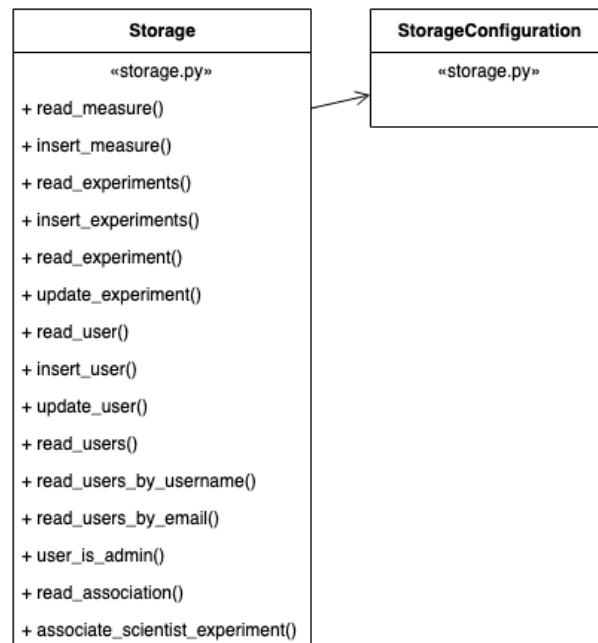 Storage
«storage.py»
+ read_measure()
+ insert_measure()
+ read_experiments()
+ insert_experiments()
+ read_experiment()
+ update_experiment()
+ read_user()
+ insert_user()
+ update_user()
+ read_users()
+ read_users_by_username()
+ read_users_by_email()
+ user_is_admin()
+ read_association()
+ associate_scientist_experiment()
StorageConfiguration
«storage.py»